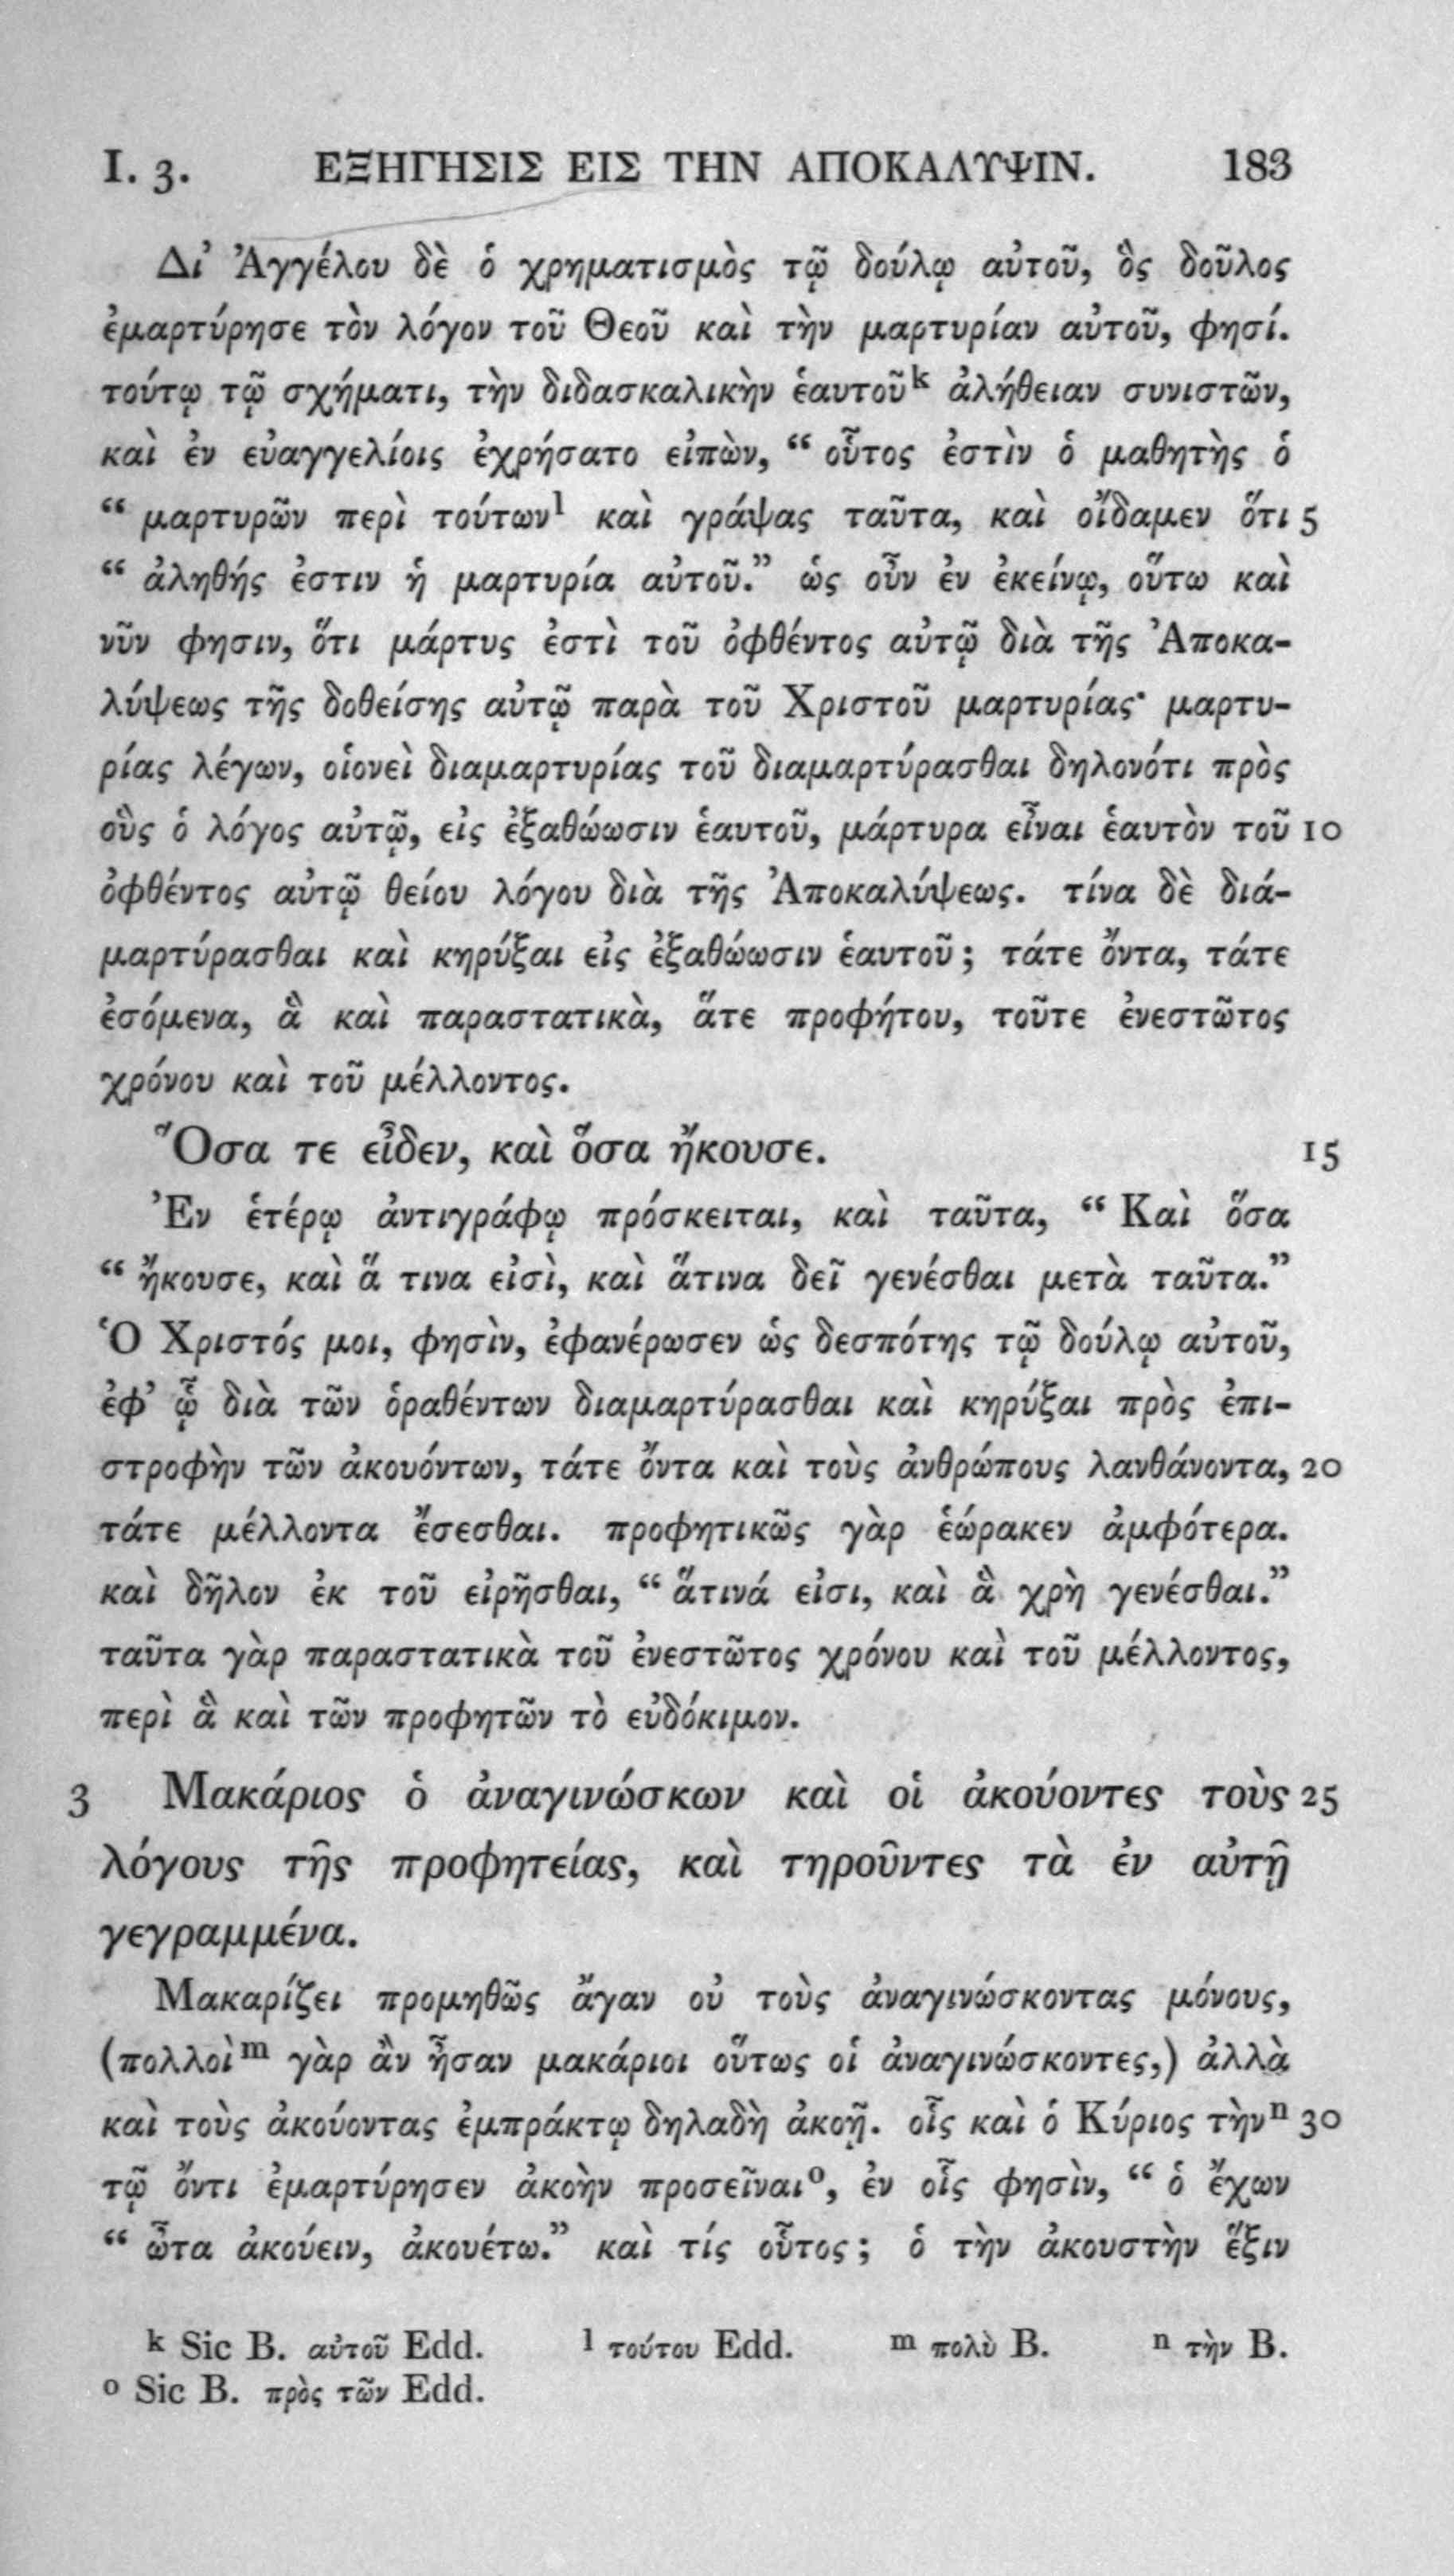 I. 3. ΕΞΗΓΗΣΙΣ ΕΙΣ ΤΗΝ ΑΠΟΚΑΛΥΨΙΝ. 183
Δι’ Ἀγγέλου δὲ ὁ χρηματισμὸς τῷ δούλῳ αὐτοῦ, ὃς δοῦλος
ἐμαρτύρησε τὸν λόγον τοῦ Θεοῦ καὶ τὴν μαρτυρίαν αὐτοῦ, φησί.
τούτῳ τῷ σχήματι, τὴν διδασκαλικὴν ἑαυτοῦ k ἀλήθειαν συνιστῶν,
καὶ ἐν εὐαγγελίοις ἐχρήσατο εἰπὼν, “ οὗτος ἐστὶν ὁ μαθητὴς ὁ
“ μαρτυρῶν περὶ τούτων l καὶ γράψας ταῦτα, καὶ οἴδαμεν ὅτι 5
“ ἀληθής ἐστιν ἡ μαρτυρία αὐτοῦ.” ὡς οὖν ἐν ἐκείνῳ, οὕτω καὶ
νῦν φησιν, ὅτι μάρτυς ἐστὶ τοῦ ὀφθέντος αὐτῷ διὰ τῆς Ἀποκα-
λύψεως τῆς δοθείσης αὐτῷ παρὰ τοῦ Χριστοῦ μαρτυρίας· μαρτυ-
ρίας λέγων, οἱονεὶ διαμαρτυρίας τοῦ διαμαρτύρασθαι δηλονότι πρὸς
οὓς ὁ λόγος αὐτῷ, εἰς ἐξαθώωσιν ἑαυτοῦ, μάρτυρα εἶναι ἑαυτὸν τοῦ 10
ὀφθέντος αὐτῷ θείου λόγου διὰ τῆς Ἀποκαλύψεως. τίνα δὲ διά-
μαρτύρασθαι καὶ κηρύξαι εἰς ἐξαθώωσιν ἑαυτοῦ; τάτε ὄντα, τάτε
ἐσόμενα, ἃ καὶ παραστατικὰ, ἅτε προφήτου, τοῦτε ἐνεστῶτος
χρόνου καὶ τοῦ μέλλοντος.
Ὅσα τε εἶδεν, καὶ ὅσα ἤκουσε. 15
Ἐν ἑτέρῳ ἀντιγράφῳ πρόσκειται, καὶ ταῦτα, “ Καὶ ὅσα
“ ἤκουσε, καὶ ἅ τινα εἰσὶ, καὶ ἅτινα δεῖ γενέσθαι μετὰ ταῦτα.”
Ὁ Χριστός μοι, φησὶν, ἐφανέρωσεν ὡς δεσπότης τῷ δούλῳ αὐτοῦ,
ἐφ’ ᾧ διὰ τῶν ὁραθέντων διαμαρτύρασθαι καὶ κηρύξαι πρὸς ἐπι-
στροφὴν τῶν ἀκουόντων, τάτε ὄντα καὶ τοὺς ἀνθρώπους λανθάνοντα, 20
τάτε μέλλοντα ἔσεσθαι. προφητικῶς γὰρ ἑώρακεν ἀμφότερα.
καὶ δῆλον ἐκ τοῦ εἰρῆσθαι, “ ἅτινά εἰσι, καὶ ἃ χρὴ γενέσθαι.”
ταῦτα γὰρ παραστατικὰ τοῦ ἐνεστῶτος χρόνου καὶ τοῦ μέλλοντος,
περὶ ἃ καὶ τῶν προφητῶν τὸ εὐδόκιμον.
3 Μακάριος ὁ ἀναγινώσκων καὶ οἱ ἀκούοντες τοὺς 25
λόγους τῆς προφητείας, καὶ τηροῦντες τὰ ἐν αὐτῇ
γεγραμμένα.
Μακαρίζει προμηθῶς ἄγαν οὐ τοὺς ἀναγινώσκοντας μόνους,
(πολλοὶ m γὰρ ἂν ἦσαν μακάριοι οὕτως οἱ ἀναγινώσκοντες,) ἀλλὰ
καὶ τοὺς ἀκούοντας ἐμπράκτῳ δηλαδὴ ἀκοῇ. οἷς καὶ ὁ Κύριος τὴν n 30
τῷ ὄντι ἐμαρτύρησεν ἀκοὴν προσεῖναι o, ἐν οἷς φησὶν, “ ὁ ἔχων
“ ὦτα ἀκούειν, ἀκουέτω.” καὶ τίς οὗτος; ὁ τὴν ἀκουστὴν ἕξιν
k Sic B. αὐτοῦ Edd. l τούτου Edd. m πολὺ B. n τὴν B.
o Sic B. πρὸς τῶν Edd.